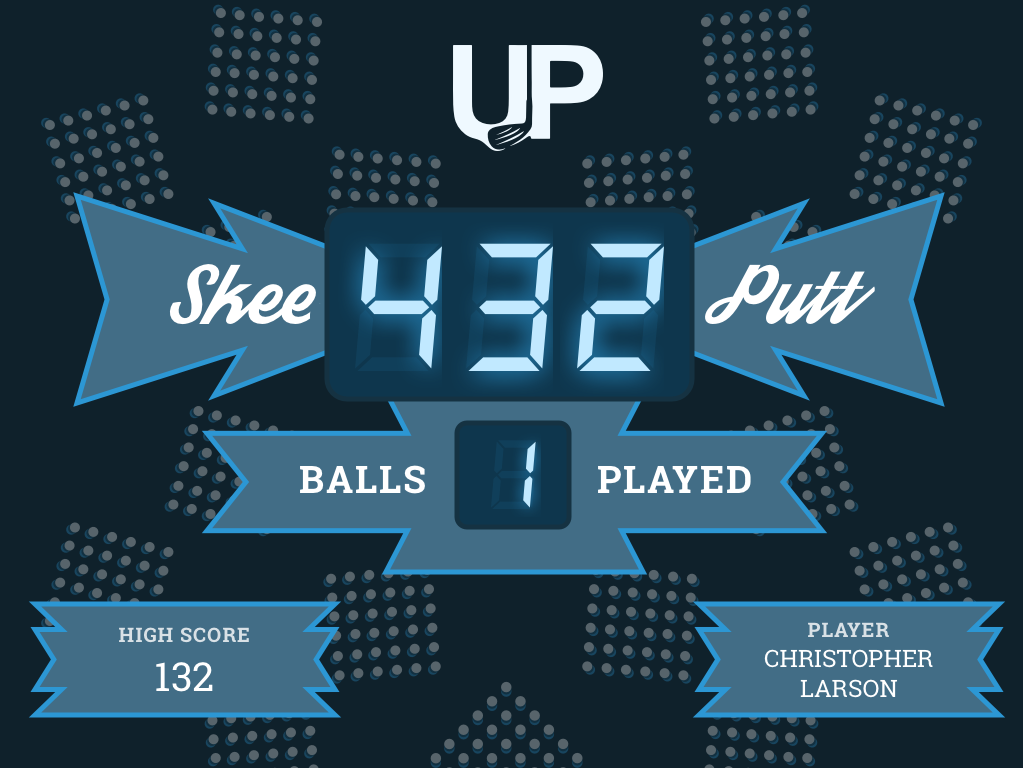 UP
Skee 432 Putt
BALLS 1 PLAYED
HIGH SCORE
132
PLAYER
CHRISTOPHER
LARSON